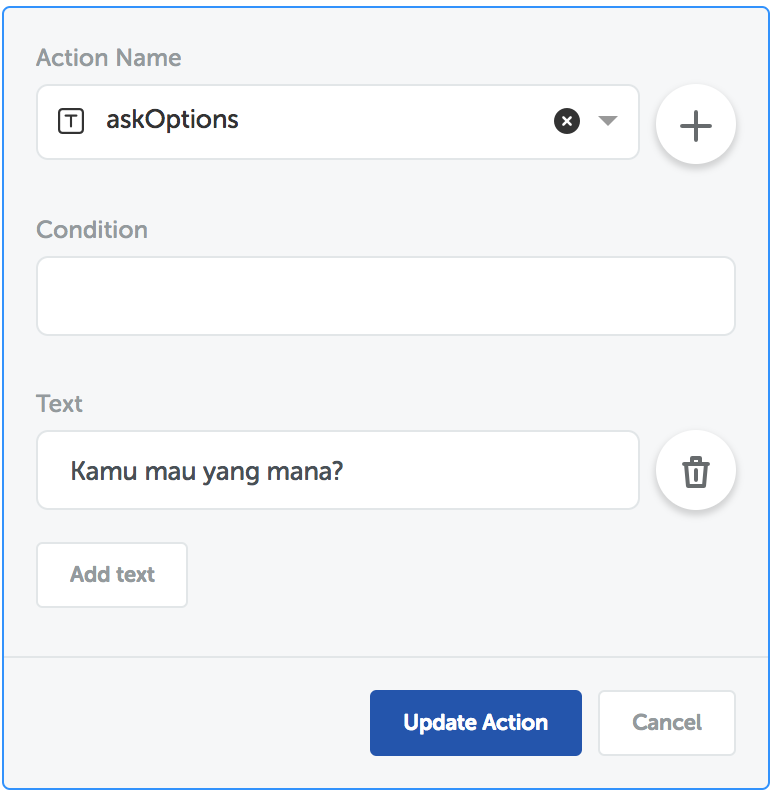 Action Name
T askOptions
Condition
Text
Kamu mau yang mana?
Add text
Update Action Cancel